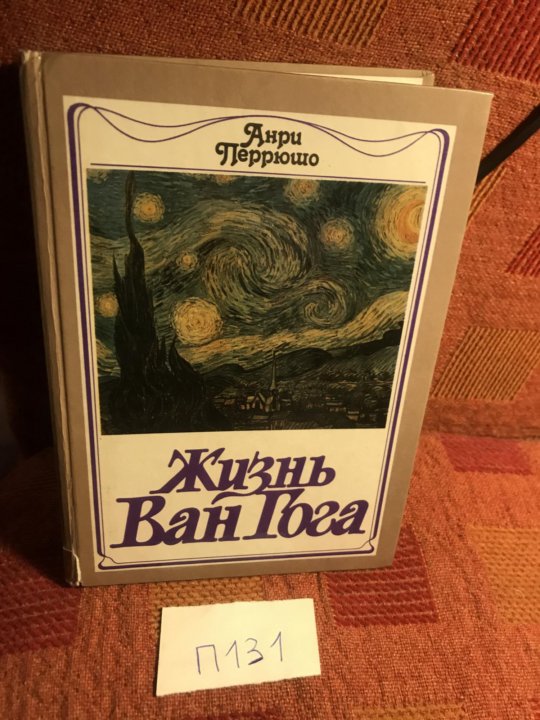 Анри
Перрюшо
Жизнь
Ван Гога
П131